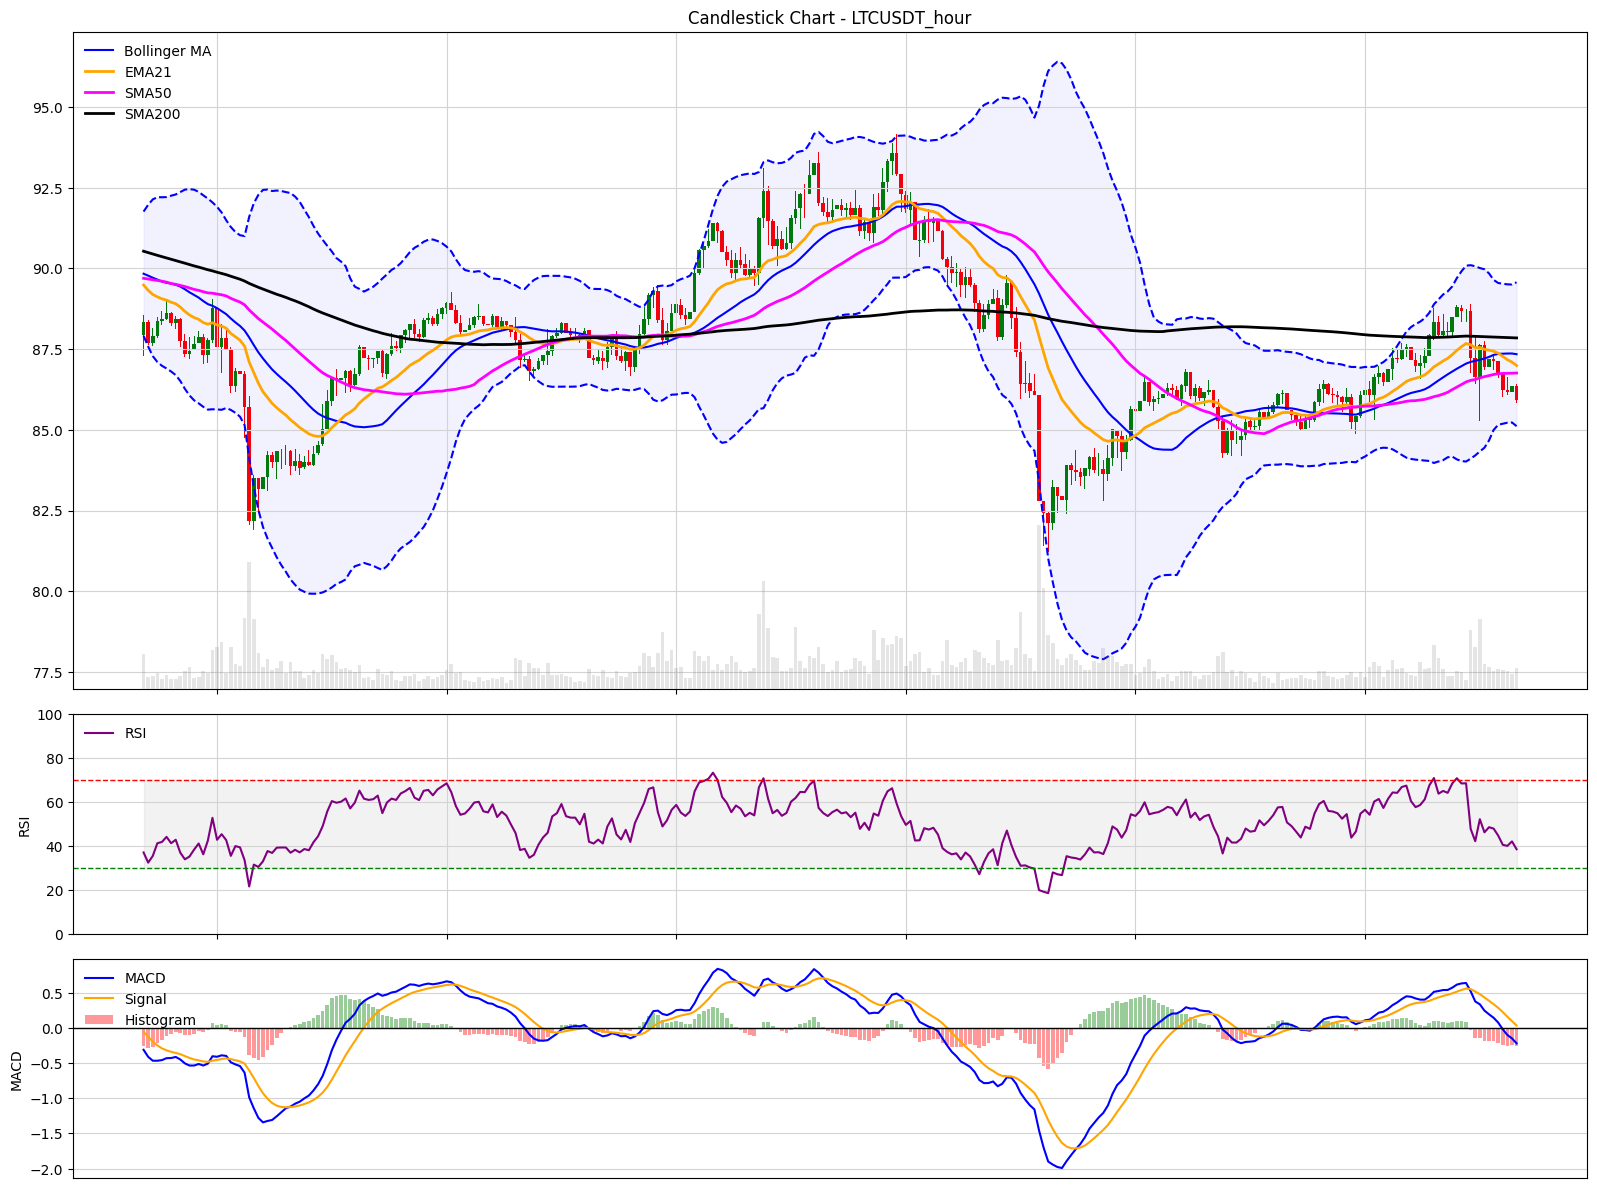 Candlestick Chart - LTCUSDT_hour
Bollinger MA
EMA21
SMA50
SMA200
95.0
92.5
90.0
87.5
85.0
82.5
80.0
77.5
100
80
60
40
20
0
RSI
RSI
0.5
0.0
−0.5
−1.0
−1.5
−2.0
MACD
MACD
Signal
Histogram